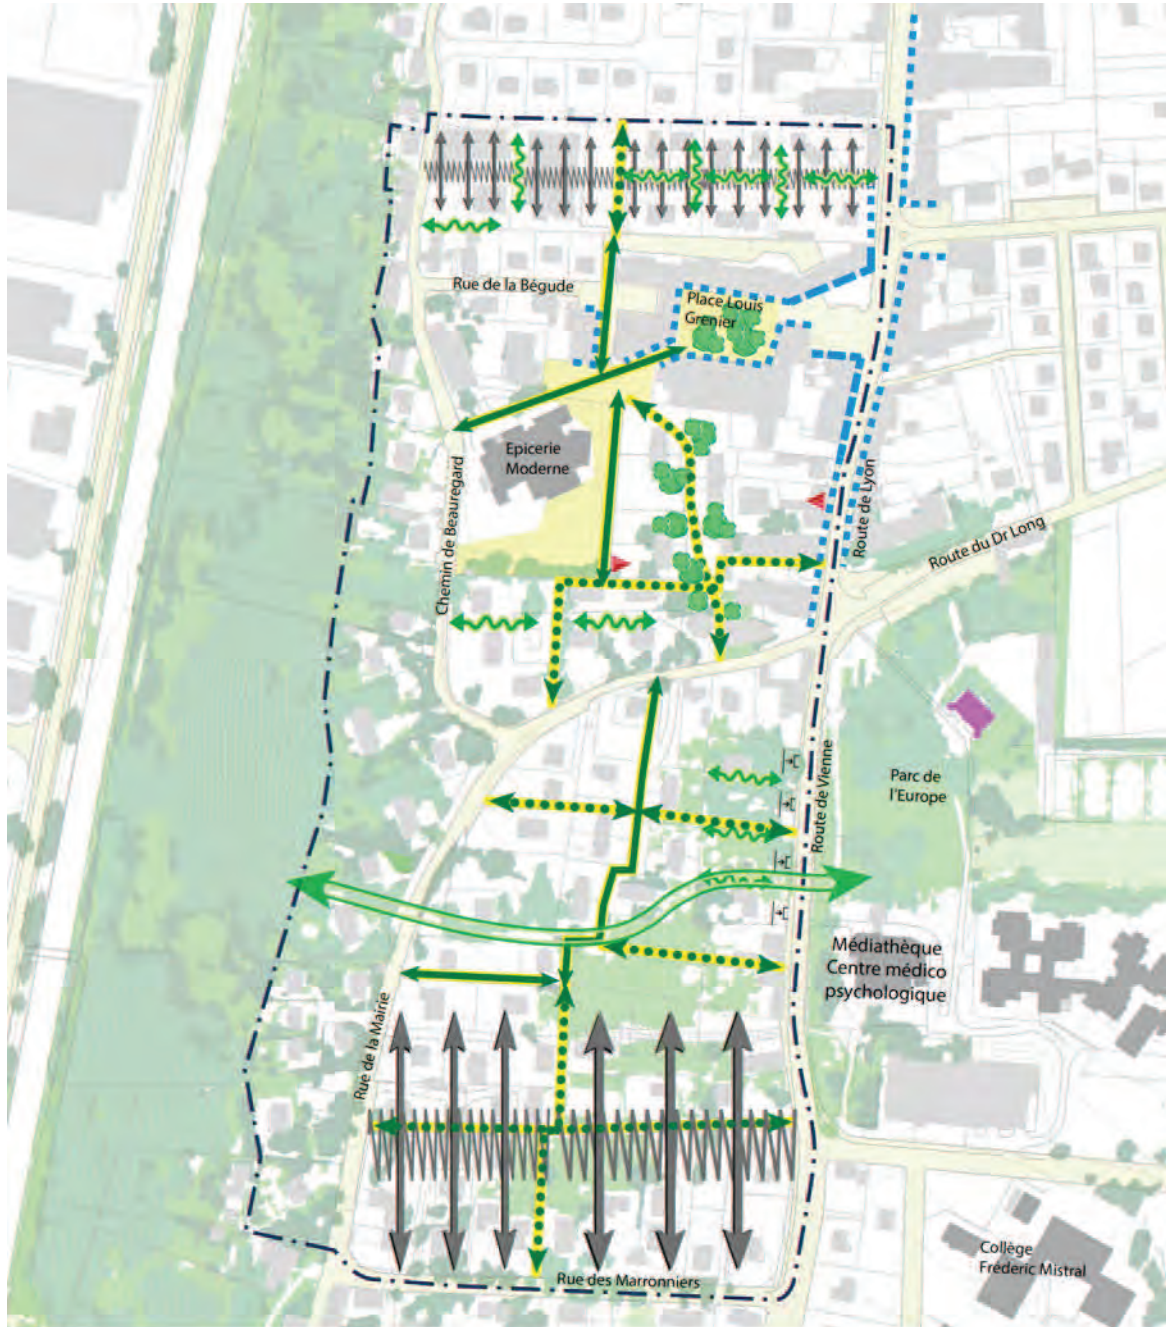 Rue de la Bégude
Place Louis
Grenier
Epicerie
Moderne
Chemin de Beauregard
Route de Lyon
Route du Dr Long
Parc de
l'Europe
Route de Vienne
Médiathèque
Centre médico
psychologique
Rue de la Mairie
Rue des Marronniers
Collège
Fréderic Mistral